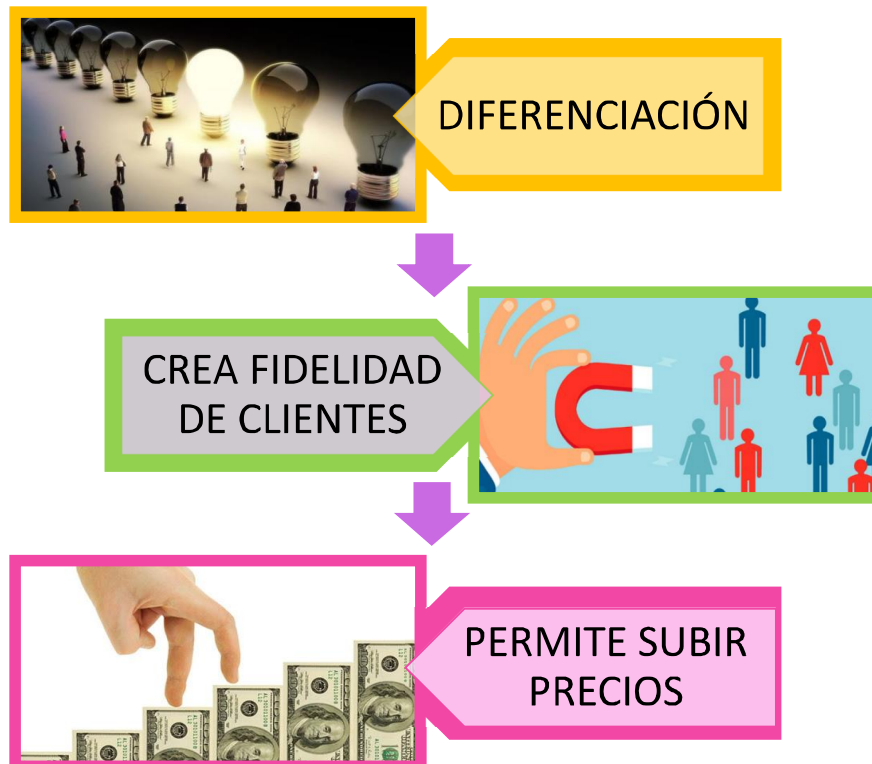 DIFERENCIACIÓN
CREA FIDELIDAD
DE CLIENTES
PERMITE SUBIR
PRECIOS